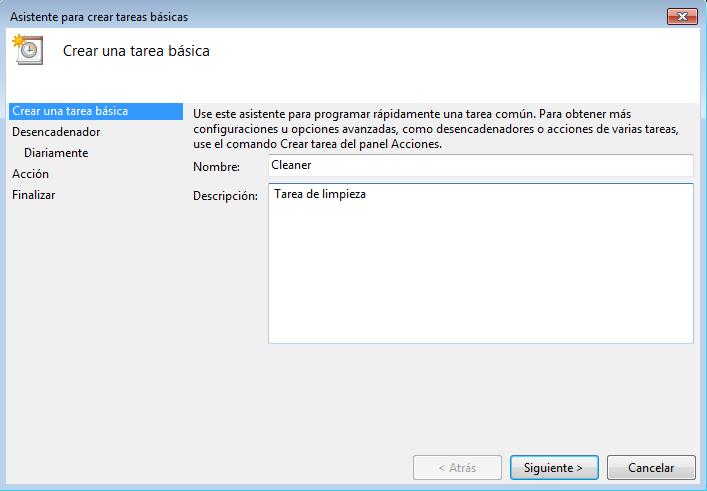 Asistente para crear tareas básicas
Crear una tarea básica
Crear una tarea básica
Desencadenador
Diariamente
Acción
Finalizar
Use este asistente para programar rápidamente una tarea común. Para obtener más
configuraciones u opciones avanzadas, como desencadenadores o acciones de varias tareas,
use el comando Crear tarea del panel Acciones.
Nombre: Cleaner
Descripción: Tarea de limpieza
< Atrás Siguiente > Cancelar